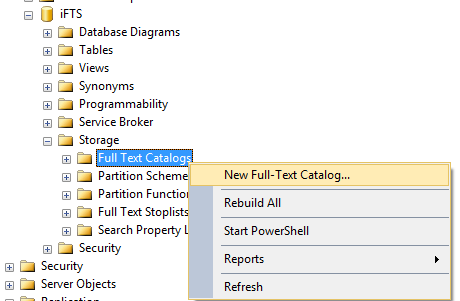 iFTS
Database Diagrams
Tables
Views
Synonyms
Programmability
Service Broker
Storage
Full Text Catalogs
New Full-Text Catalog...
Partition Scheme
Rebuild All
Partition Function
Full Text Stoplists
Start PowerShell
Search Property L
Reports
Security
Security
Refresh
Server Objects